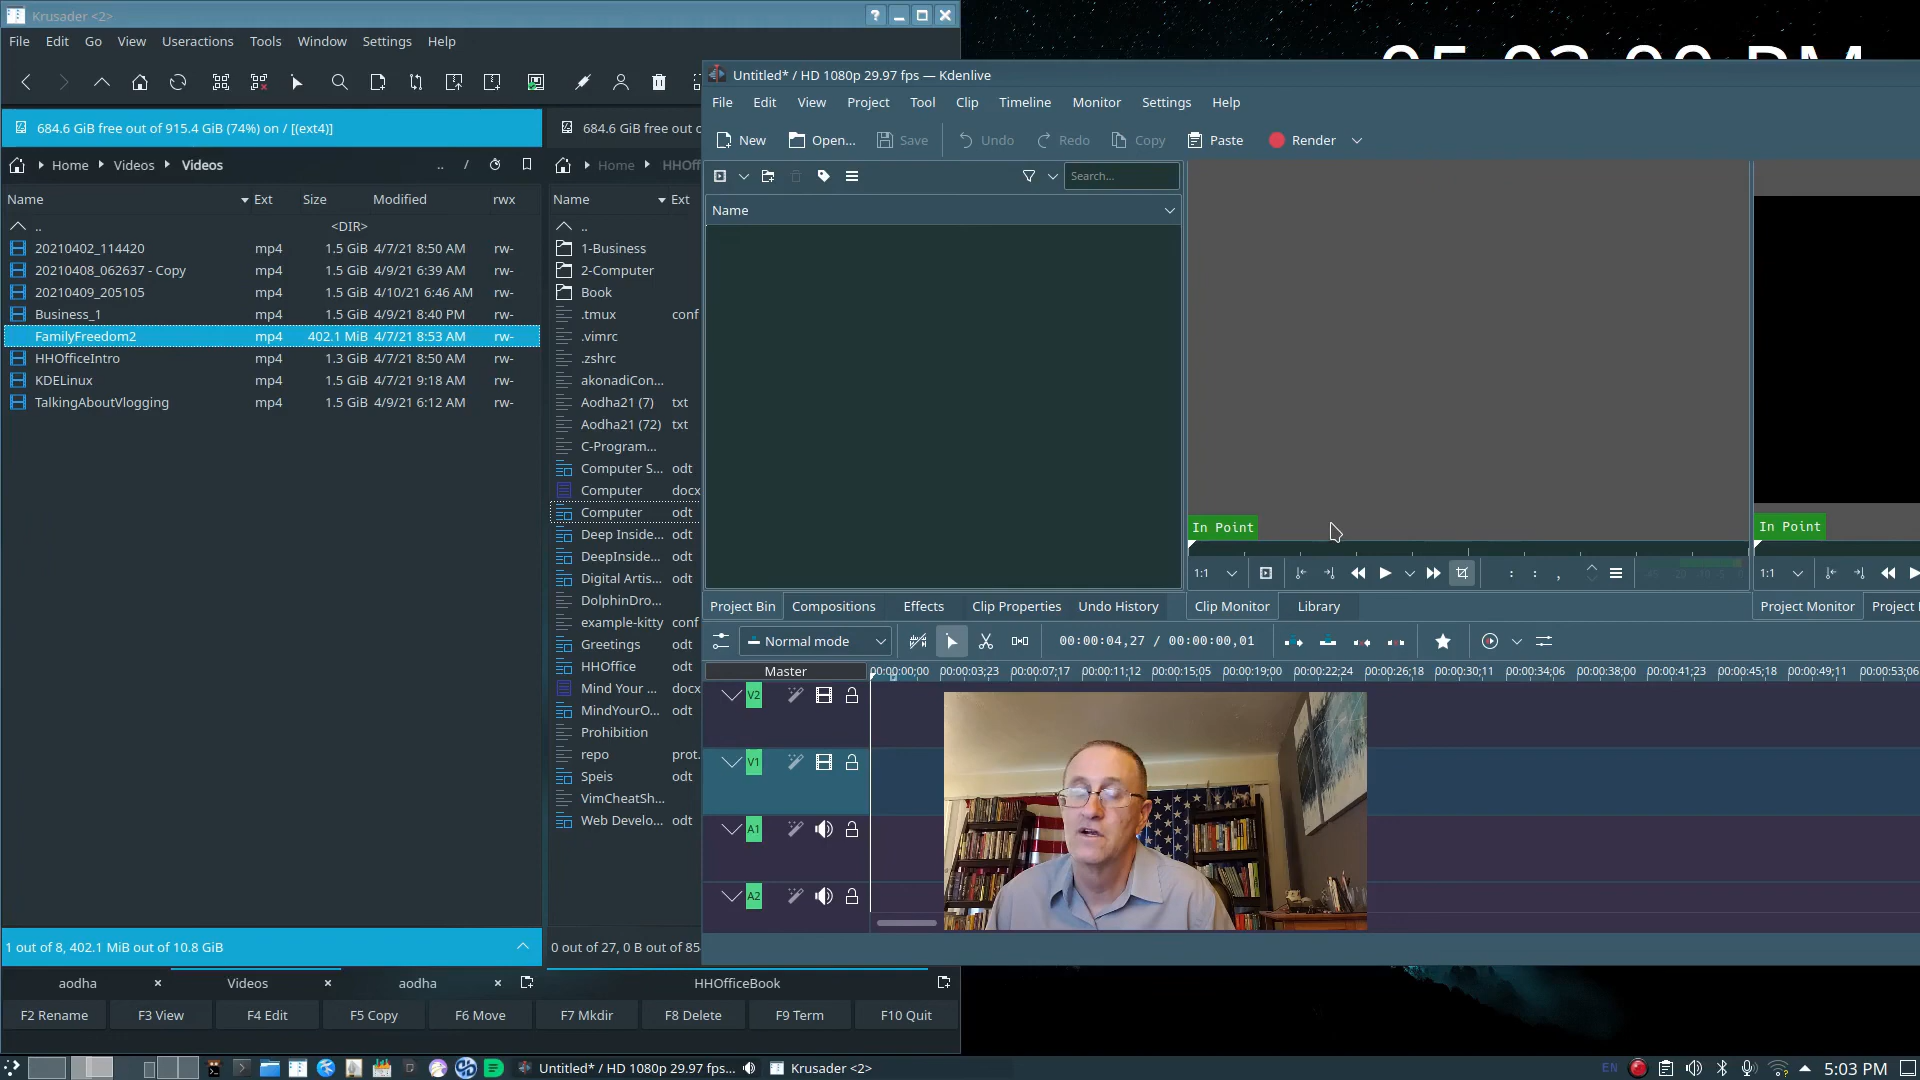 Krusader <2>
File Edit Go View Useractions Tools Window Settings Help
684.6 GiB free out of 915.4 GiB (74%) on / [(ext4)]
Home Videos Videos .. /
Name Ext Size Modified rwx
.. <DIR>
20210402_114420 mp4 1.5 GiB 4/7/21 8:50 AM rw-
20210408_062637 - Copy mp4 1.5 GiB 4/9/21 6:39 AM rw-
20210409_205105 mp4 1.5 GiB 4/10/21 6:46 AM rw-
Business_1 mp4 1.5 GiB 4/9/21 8:40 PM rw-
FamilyFreedom2 mp4 402.1 MiB 4/7/21 8:53 AM rw-
HHOfficeIntro mp4 1.3 GiB 4/7/21 8:50 AM rw-
KDELinux mp4 1.5 GiB 4/7/21 9:18 AM rw-
TalkingAboutVlogging mp4 1.5 GiB 4/9/21 6:12 AM rw-
1 out of 8, 402.1 MiB out of 10.8 GiB
684.6 GiB free out o
Home HHOff
Name Ext
..
1-Business
2-Computer
Book
.tmux conf
.vimrc
.zshrc
akonadiCon...
Aodha21 (7) txt
Aodha21 (72) txt
C-Program...
Computer S... odt
Computer docx
Computer odt
Deep Inside... odt
DeepInside... odt
Digital Artis... odt
DolphinDro...
example-kitty conf
Greetings odt
HHOffice odt
Mind Your ... docx
MindYourO... odt
Prohibition
repo prot.
Speis odt
VimCheatSh...
Web Develo... odt
0 out of 27, 0 B out of 85
aodha Videos aodha HHOfficeBook
F2 Rename F3 View F4 Edit F5 Copy F6 Move F7 Mkdir F8 Delete F9 Term F10 Quit
05:03:00 PM
Untitled* / HD 1080p 29.97 fps — Kdenlive
File Edit View Project Tool Clip Timeline Monitor Settings Help
New Open... Save Undo Redo Copy Paste Render
Search...
Name
In Point In Point
1:1 : : , 1:1
Project Bin Compositions Effects Clip Properties Undo History Clip Monitor Library Project Monitor Project
Normal mode 00:00:04,27 / 00:00:00,01
Master 00:00:00;00 00:00:03;23 00:00:07;17 00:00:11;12 00:00:15;05 00:00:19;00 00:00:22;24 00:00:26;18 00:00:30;11 00:00:34;06 00:00:38;00 00:00:41;23 00:00:45;18 00:00:49;11 00:00:53;06
V2
V1
A1
A2
Untitled* / HD 1080p 29.97 fps... Krusader <2> EN 5:03 PM